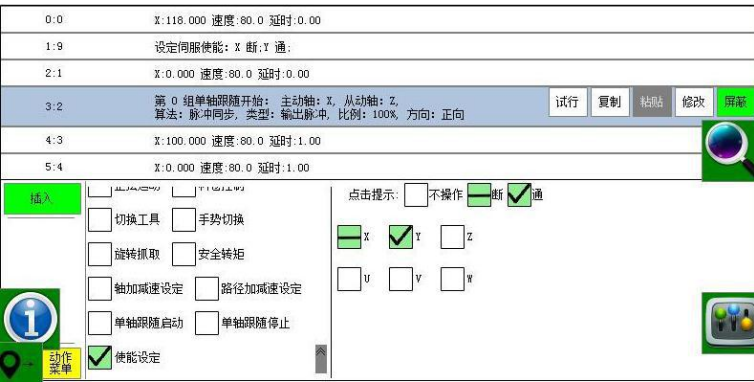 0:0 X:118.000 速度:80.0 延时:0.00
1:9 设定伺服使能: X 断;Y 通;
2:1 X:0.000 速度:80.0 延时:0.00
3:2 第 0 组单轴跟随开始: 主动轴: X, 从动轴: Z,
算法: 脉冲同步, 类型: 输出脉冲, 比例: 100%, 方向: 正向
试行 复制 粘贴 修改 屏蔽
4:3 X:100.000 速度:80.0 延时:1.00
5:4 X:0.000 速度:80.0 延时:1.00
插入
点击提示: 不操作 断 通
切换工具 手势切换
X Y Z
旋转抓取 安全转矩
U V W
轴加减速设定 路径加减速设定
单轴跟随启动 单轴跟随停止
使能设定
动作
菜单